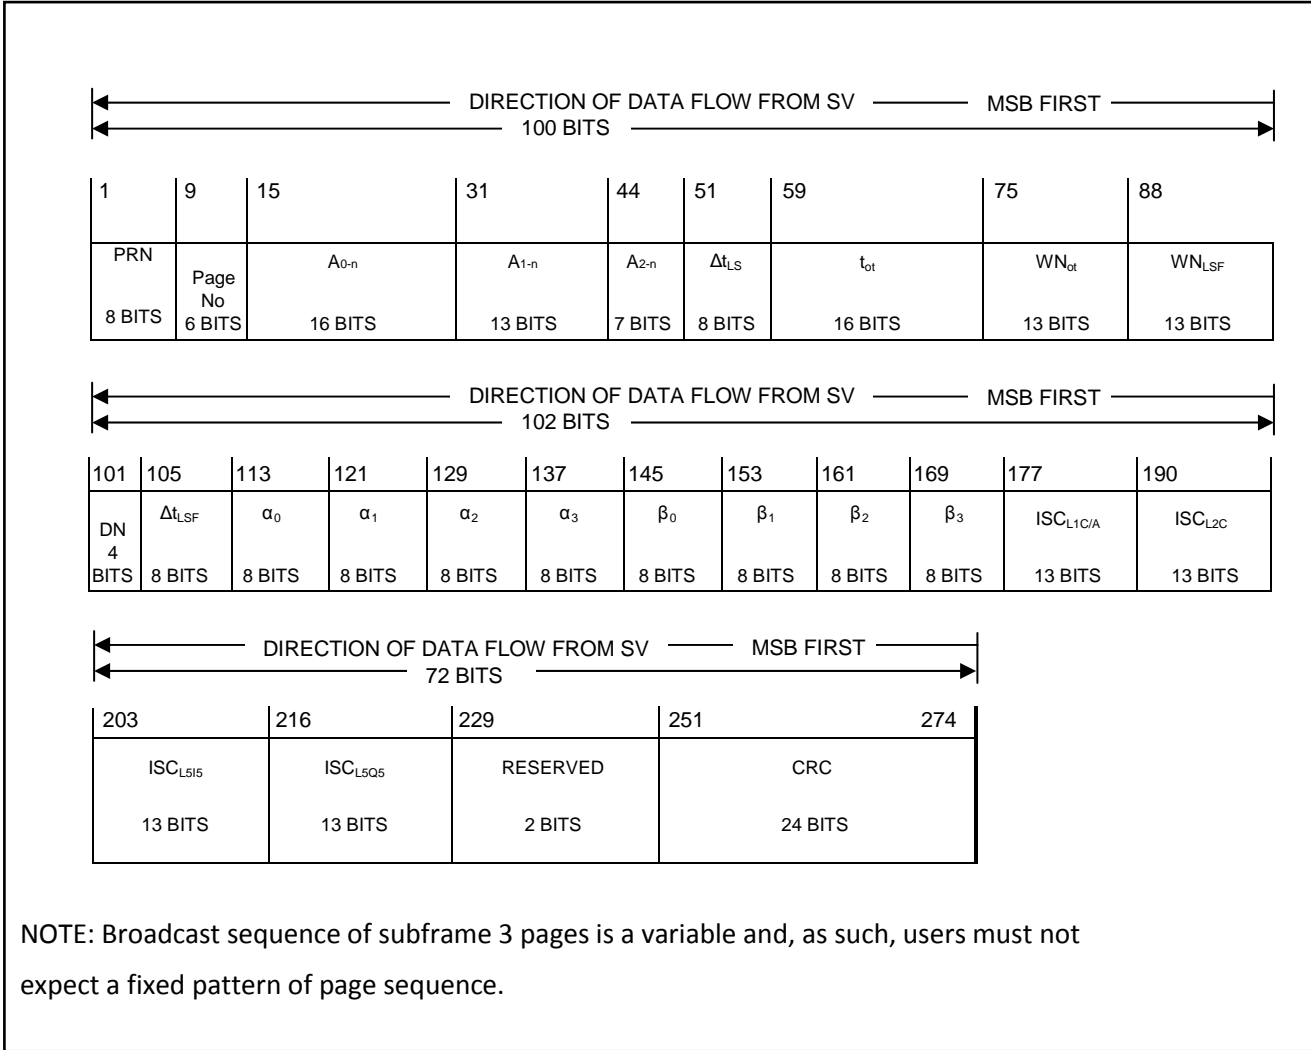 DIRECTION OF DATA FLOW FROM SV MSB FIRST
100 BITS
1 9 15 31 44 51 59 75 88
PRN A0-n A1-n A2-n ΔtLS tot WNot WNLSF
Page
No
8 BITS 6 BITS 16 BITS 13 BITS 7 BITS 8 BITS 16 BITS 13 BITS 13 BITS
DIRECTION OF DATA FLOW FROM SV MSB FIRST
102 BITS
101 105 113 121 129 137 145 153 161 169 177 190
ΔtLSF α0 α1 α2 α3 β0 β1 β2 β3 ISCL1C/A ISCL2C
DN
4
BITS 8 BITS 8 BITS 8 BITS 8 BITS 8 BITS 8 BITS 8 BITS 8 BITS 8 BITS 13 BITS 13 BITS
DIRECTION OF DATA FLOW FROM SV MSB FIRST
72 BITS
203 216 229 251 274
ISCL5I5 ISCL5Q5 RESERVED CRC
13 BITS 13 BITS 2 BITS 24 BITS
NOTE: Broadcast sequence of subframe 3 pages is a variable and, as such, users must not
expect a fixed pattern of page sequence.